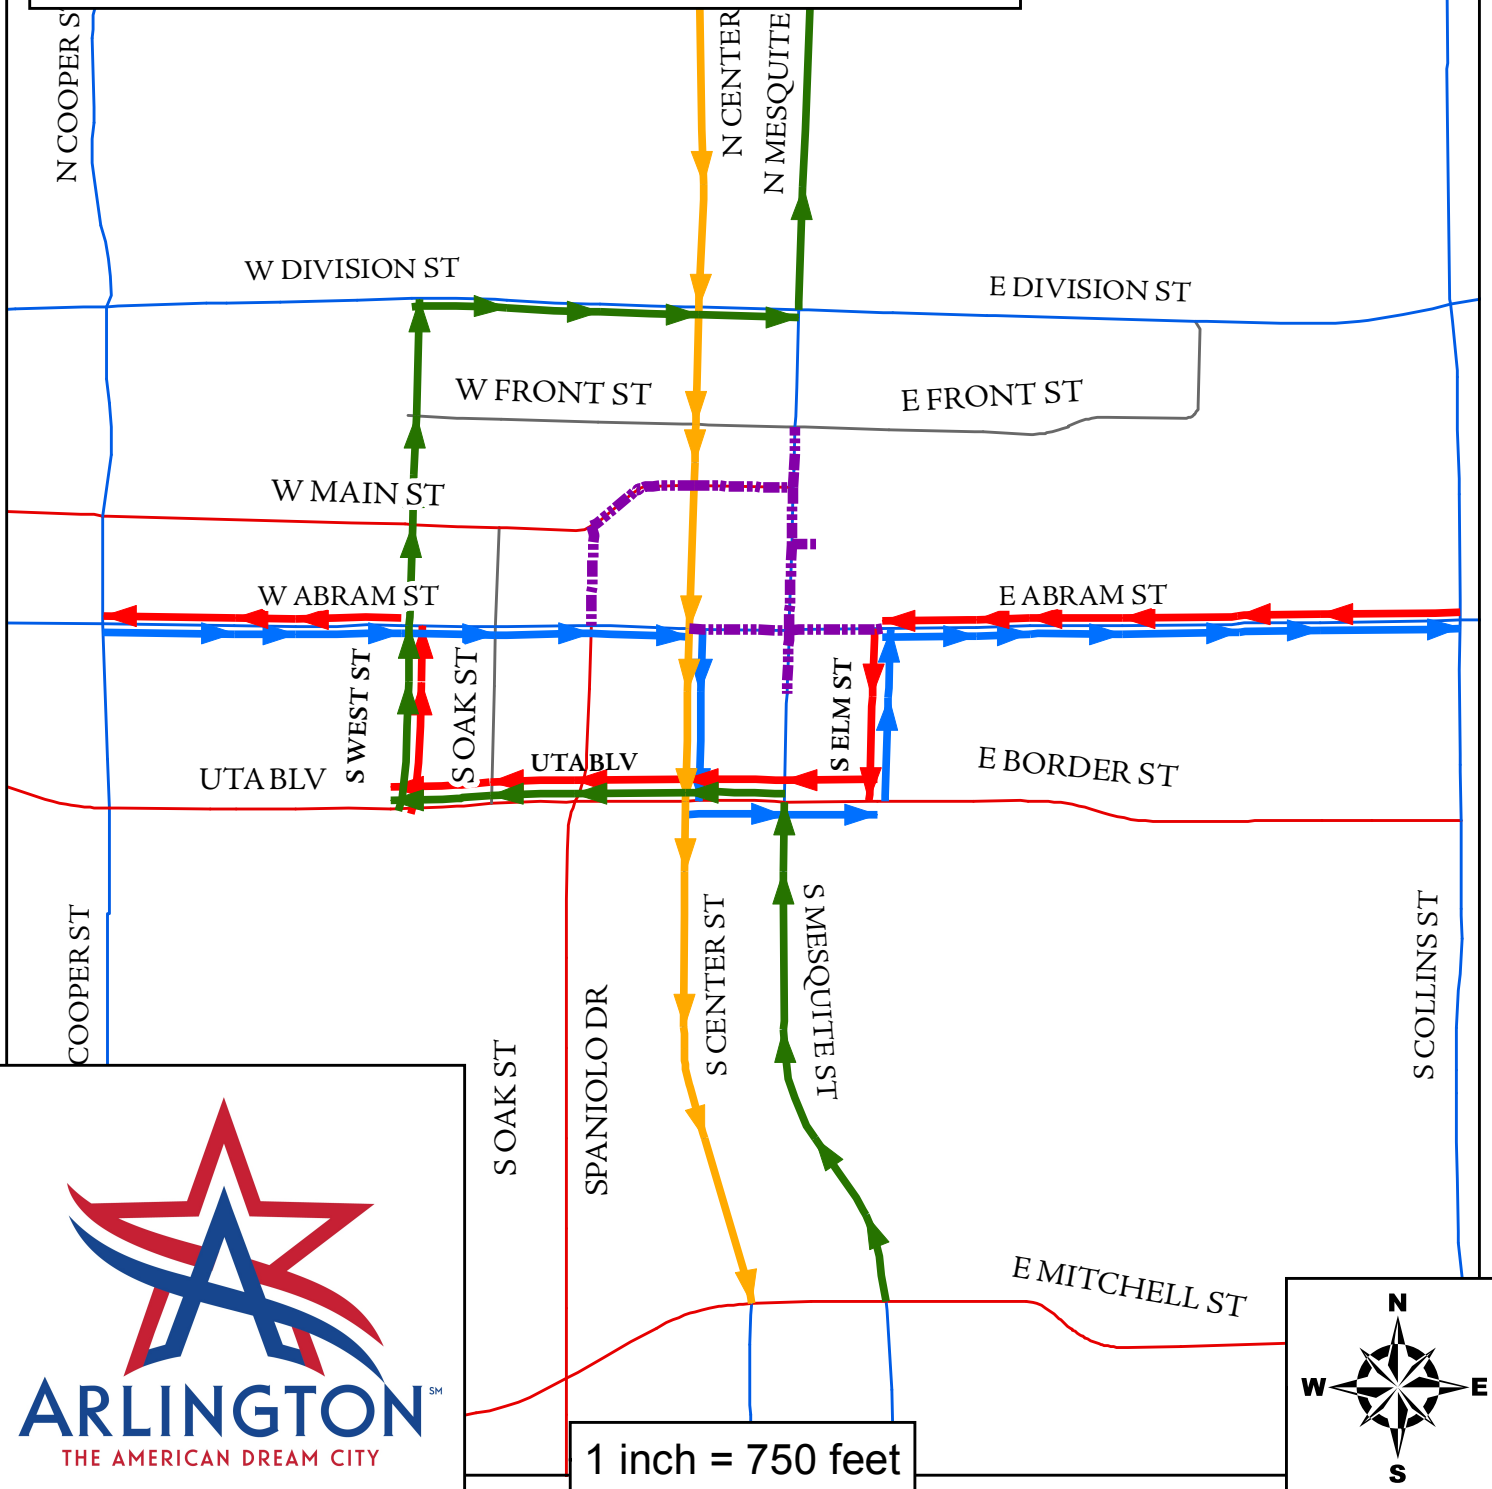 N COOPER S
N CENTER
N MESQUITE
W DIVISION ST
E DIVISION ST
W FRONT ST
E FRONT ST
W MAIN ST
W ABRAM ST
E ABRAM ST
S WEST ST
S OAK ST
S ELM ST
UTA BLV
UTA BLV
E BORDER ST
COOPER ST
S CENTER ST
S MESQUITE ST
S COLLINS ST
S OAK ST
SPANIOLO DR
E MITCHELL ST
ARLINGTON SM
THE AMERICAN DREAM CITY
1 inch = 750 feet
N
W E
S